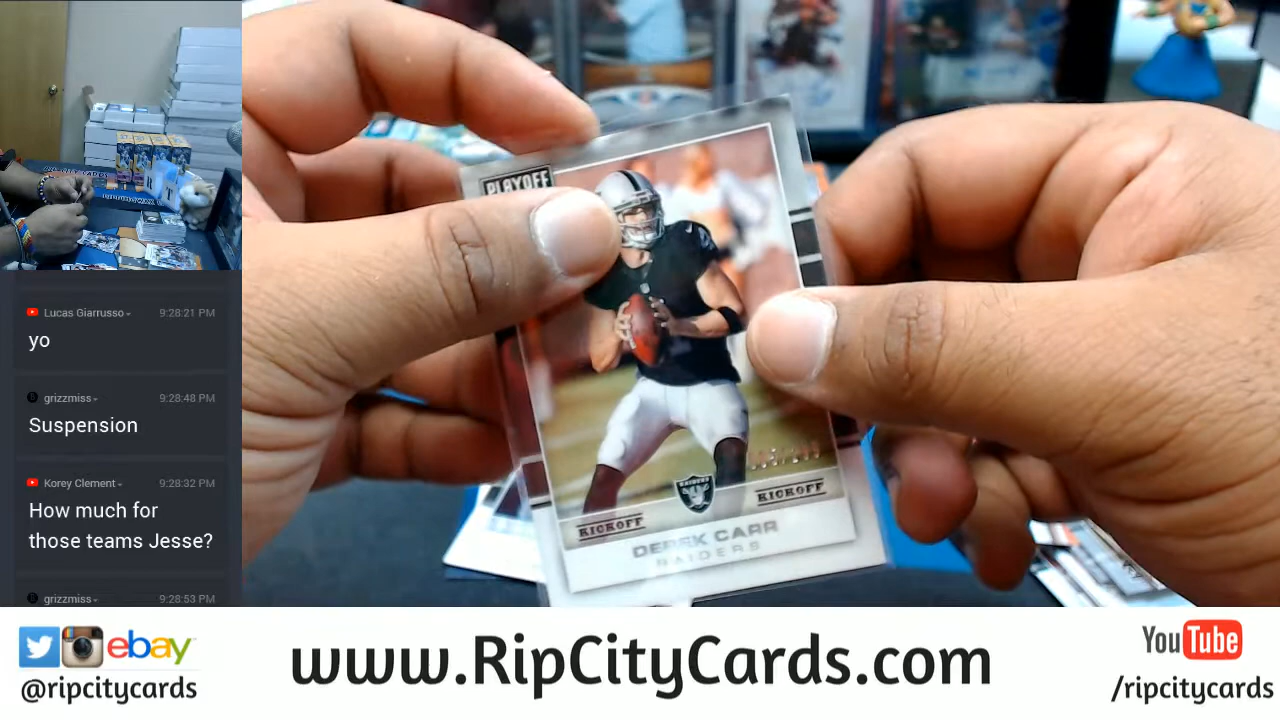 Lucas Giarrusso
9:28:21 PM
yo
grizzmiss
9:28:48 PM
Suspension
Korey Clement
9:28:32 PM
How much for
those teams Jesse?
grizzmiss
9:28:53 PM
PLAYOFF
RAIDERS
KICKOFF
KICKOFF
DEREK CARR
RAIDERS
ebay
@ripcitycards
www.RipCityCards.com
YouTube
/ripcitycards